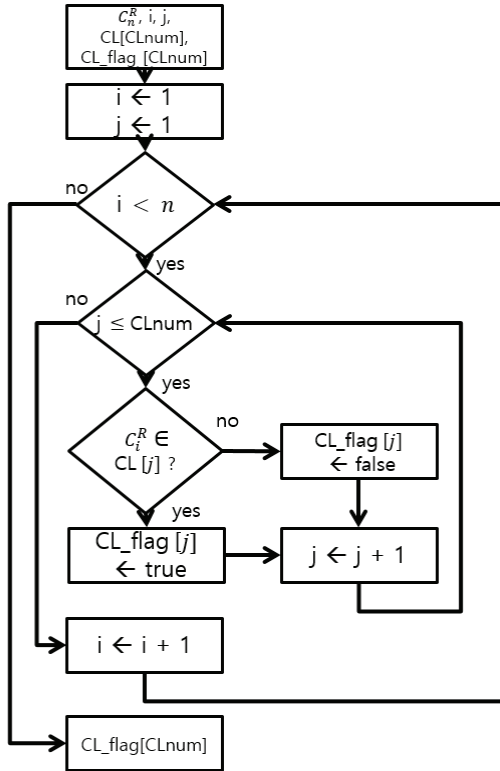 C_n^R, i, j,
CL[CLnum],
CL_flag [CLnum]
i ← 1
j ← 1
no
i < n
yes
no
j ≤ CLnum
yes
C_i^R ∈
CL [j] ?
no
CL_flag [j]
← false
yes
CL_flag [j]
← true
j ← j + 1
i ← i + 1
CL_flag[CLnum]